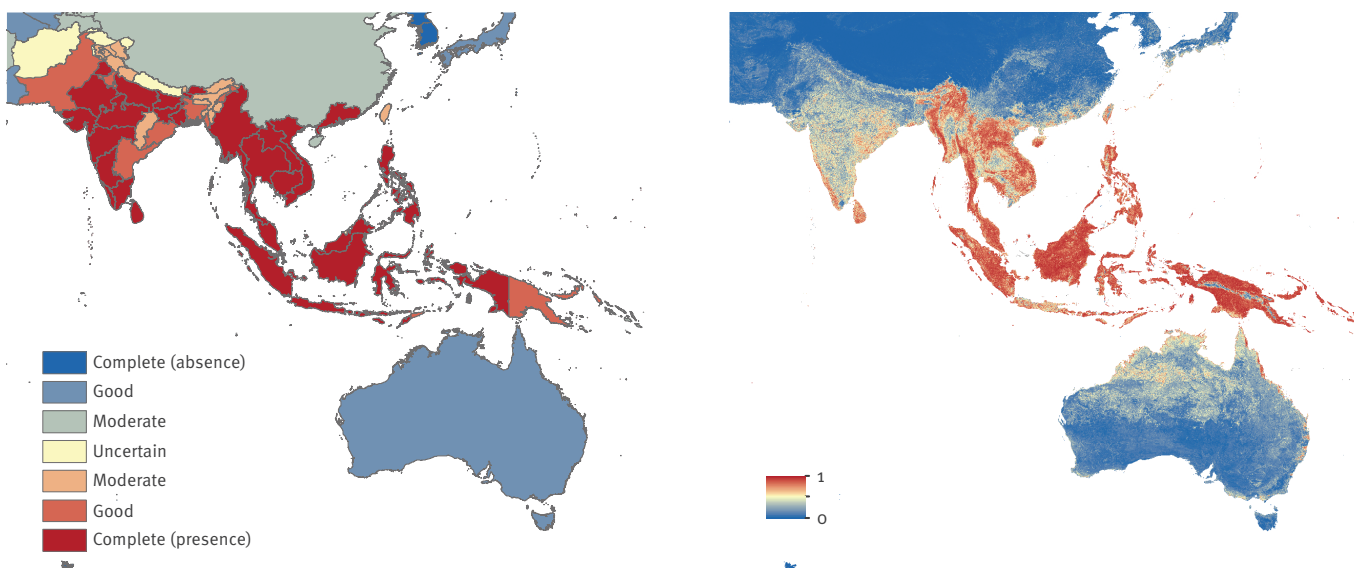 Complete (absence)
Good
Moderate
Uncertain
Moderate
Good
Complete (presence)
1
0